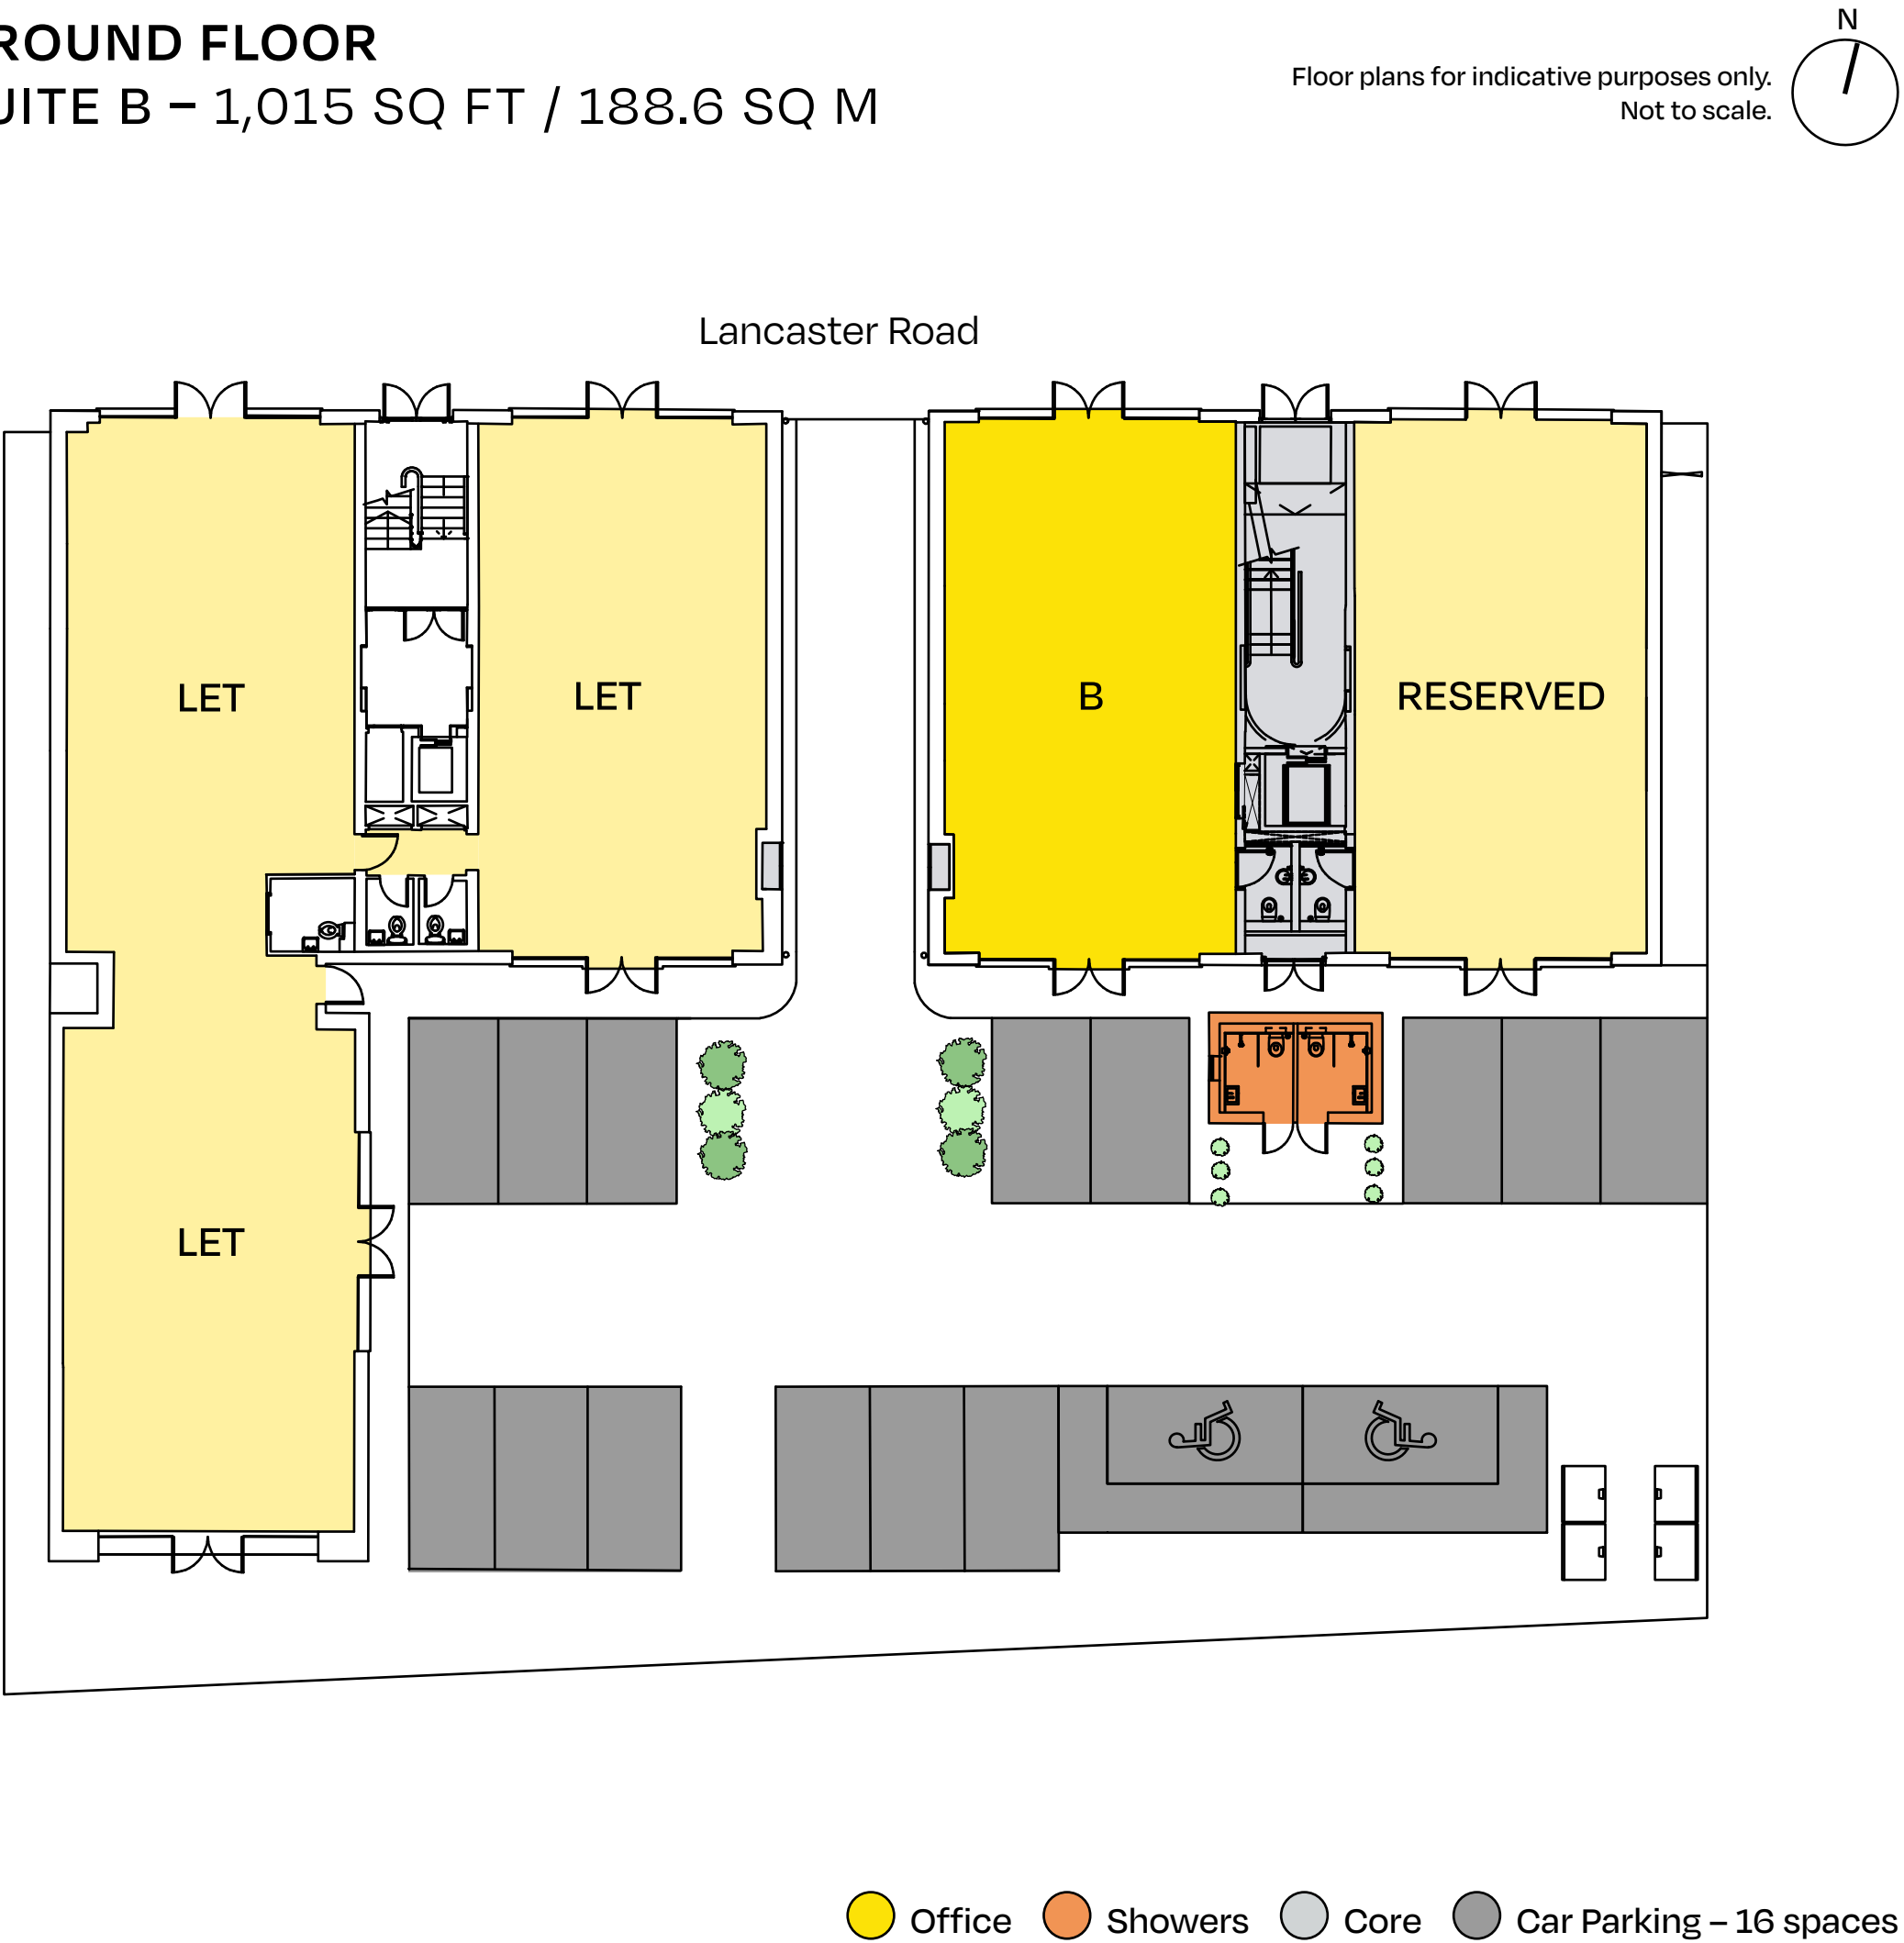 ROUND FLOOR
UITE B – 1,015 SQ FT / 188.6 SQ M
N
Floor plans for indicative purposes only.
Not to scale.
Lancaster Road
LET
LET
B
RESERVED
LET
Office
Showers
Core
Car Parking – 16 spaces